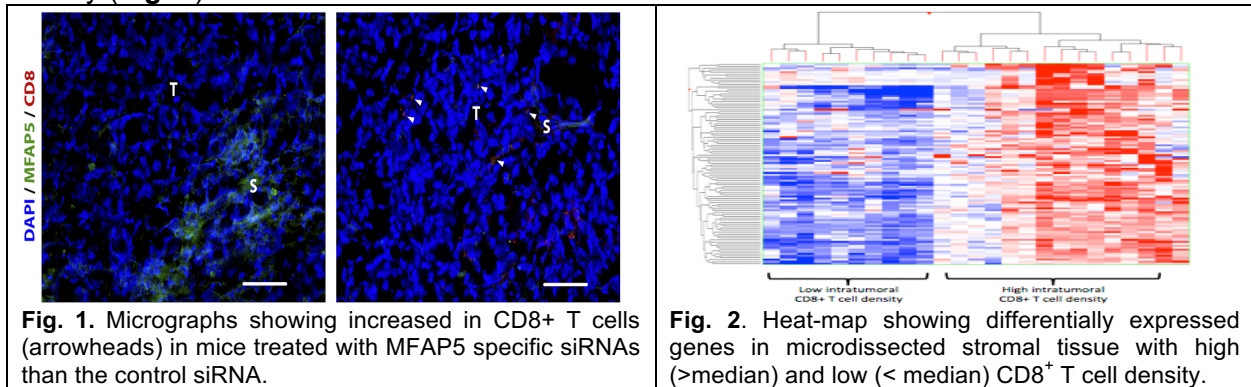 DAPI / MFAP5 / CD8
T
S
T
S
Low intratumoral
CD8+ T cell density
High intratumoral
CD8+ T cell density
Fig. 1. Micrographs showing increased in CD8+ T cells
(arrowheads) in mice treated with MFAP5 specific siRNAs
than the control siRNA.
Fig. 2. Heat-map showing differentially expressed
genes in microdissected stromal tissue with high
(>median) and low (< median) CD8+ T cell density.